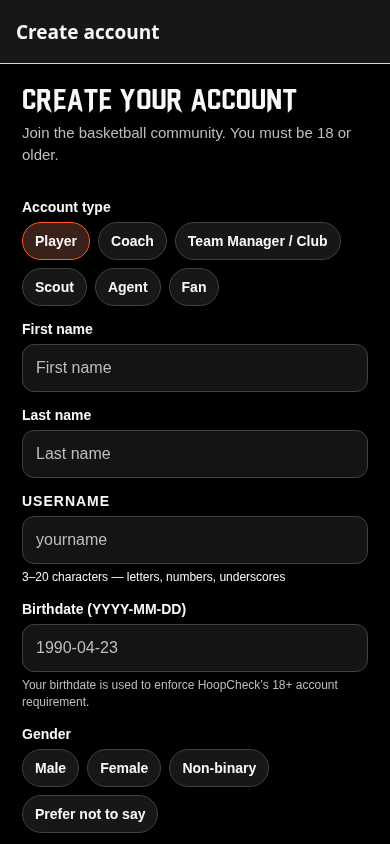 Create account
CREATE YOUR ACCOUNT
Join the basketball community. You must be 18 or
older.
Account type
Player Coach Team Manager / Club
Scout Agent Fan
First name
First name
Last name
Last name
USERNAME
yourname
3–20 characters — letters, numbers, underscores
Birthdate (YYYY-MM-DD)
1990-04-23
Your birthdate is used to enforce HoopCheck's 18+ account
requirement.
Gender
Male Female Non-binary
Prefer not to say